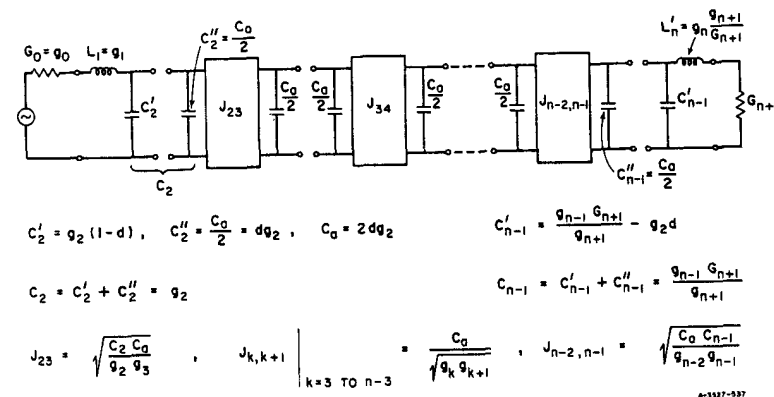 G₀ = g₀
L₁ = g₁
C₂'' = Cₐ/2
C₂'
C₂
J₂₃
Cₐ/2
Cₐ/2
J₃₄
Cₐ/2
Cₐ/2
Jₙ₋₂,ₙ₋₁
C''ₙ₋₁ = Cₐ/2
C'ₙ₋₁
L'ₙ = gₙ gₙ₊₁/Gₙ₊₁
Gₙ₊
C₂' = g₂ (1-d) , C₂'' = Cₐ/2 = dg₂ , Cₐ = 2dg₂
C'ₙ₋₁ = gₙ₋₁ Gₙ₊₁/gₙ₊₁ - g₂d
C₂ = C₂' + C₂'' = g₂
Cₙ₋₁ = C'ₙ₋₁ + C''ₙ₋₁ = gₙ₋₁ Gₙ₊₁/gₙ₊₁
J₂₃ = √(C₂ Cₐ/g₂ g₃) , Jₖ,ₖ₊₁ |k=3 TO n-3 = Cₐ/√(gₖ gₖ₊₁) , Jₙ₋₂,ₙ₋₁ = √(Cₐ Cₙ₋₁/gₙ₋₂ gₙ₋₁)
A-3527-537